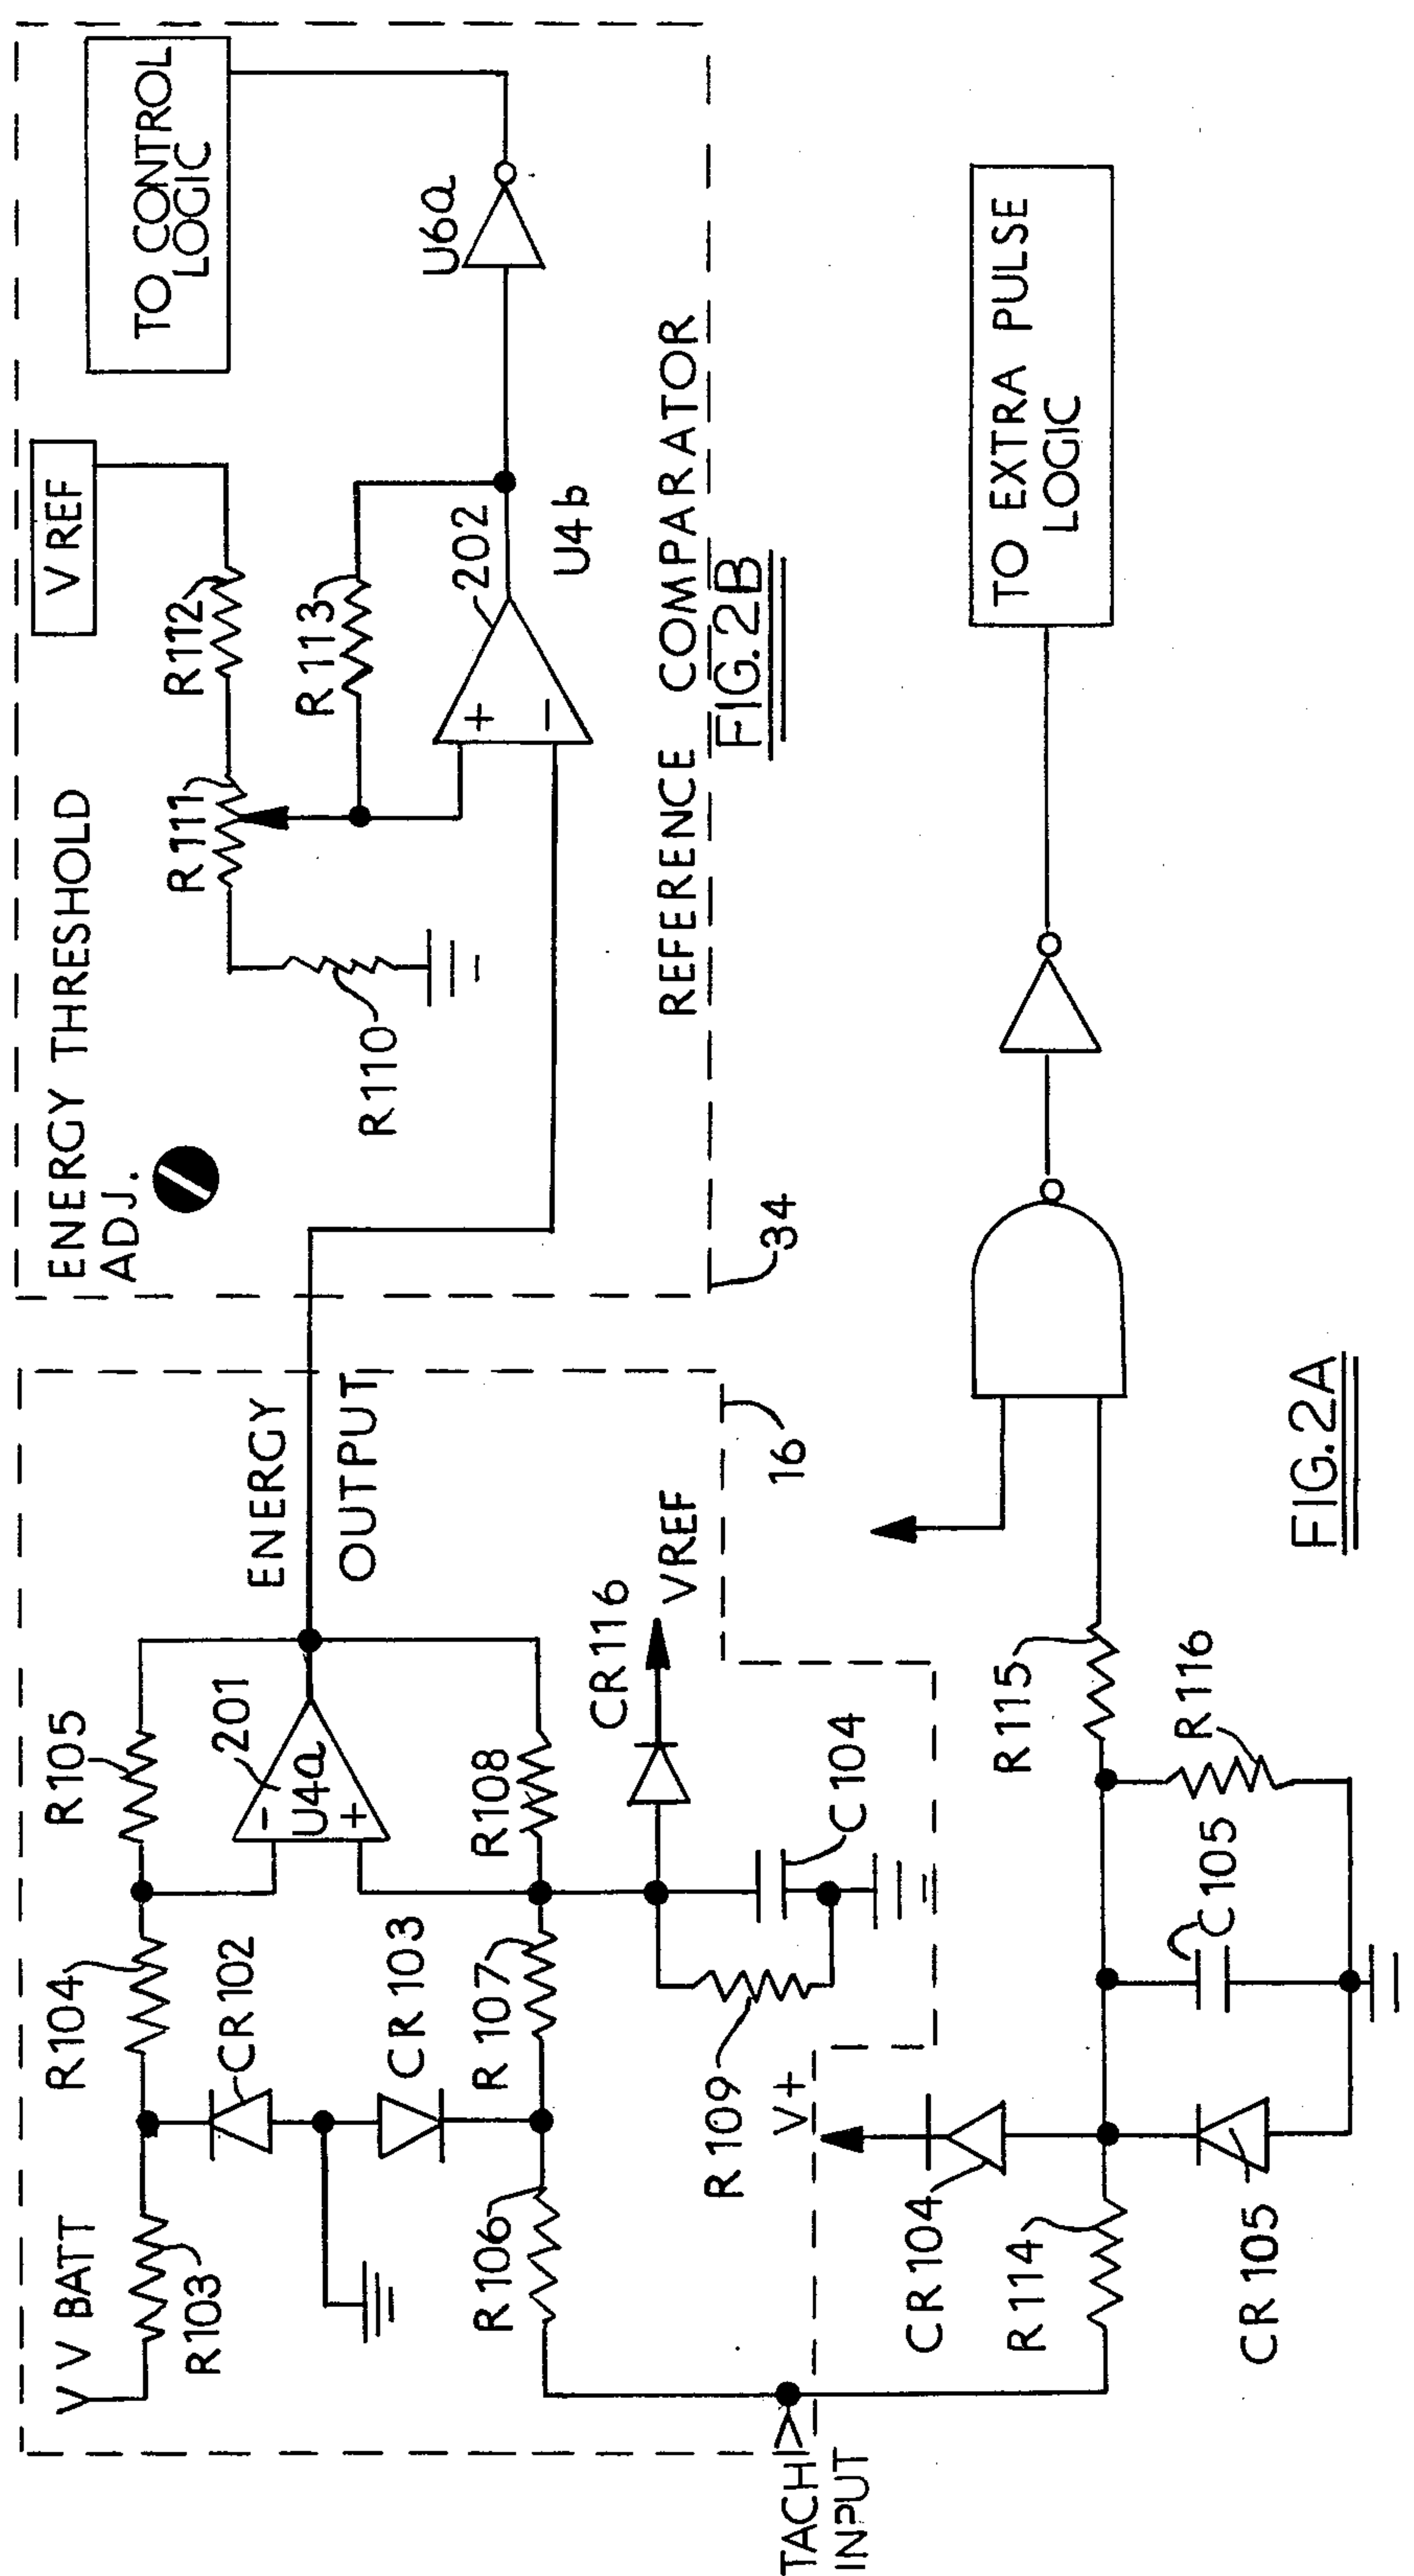 V V BATT
R103
R104
CR102
R105
201
U4a
-
+
ENERGY
OUTPUT
CR103
R106
R107
R108
CR116
VREF
R109
C104
16
TACH
INPUT
ENERGY THRESHOLD
ADJ.
R110
R111
R112
V REF
R113
+
-
202
U4b
U6a
TO CONTROL
LOGIC
REFERENCE COMPARATOR
34
FIG.2B
V+
CR104
R114
CR105
C105
R115
R116
TO EXTRA PULSE
LOGIC
FIG.2A